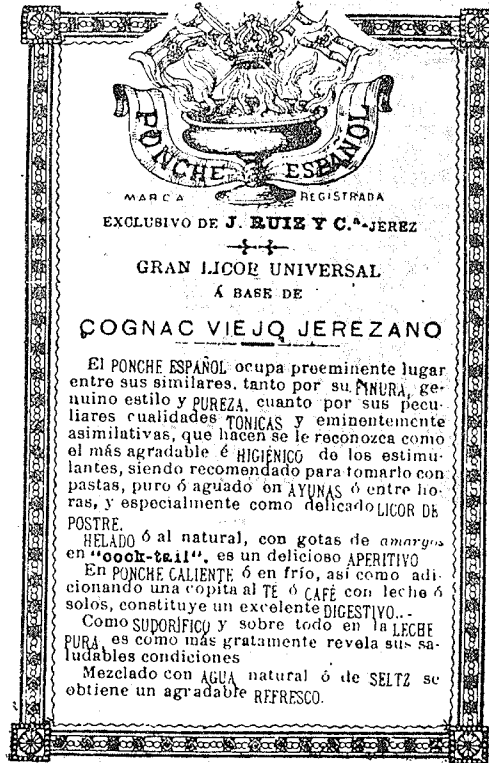 PONCHE ESPAÑOL
MARCA REGISTRADA
EXCLUSIVO DE J. RUIZ Y C.ª-JEREZ
GRAN LICOR UNIVERSAL
Á BASE DE
COGNAC VIEJO JEREZANO
El PONCHE ESPAÑOL ocupa preeminente lugar
entre sus similares, tanto por su FINURA, ge-
nuino estilo y PUREZA, cuanto por sus pecu-
liares cualidades TONICAS y eminentemente
asimilativas, que hacen se le reconozca como
el más agradable é HIGIÉNICO de los estimu-
lantes, siendo recomendado para tomarlo con
pastas, puro ó aguado en AYUNAS ó entre ho-
ras, y especialmente como delicado LICOR DE
POSTRE.
HELADO ó al natural, con gotas de amargos
en "cock-tail", es un delicioso APERITIVO
En PONCHE CALIENTE ó en frío, así como adi-
cionando una copita al TÉ ó CAFÉ con leche ó
solos, constituye un excelente DIGESTIVO..-
Como SUDORÍFICO y sobre todo en la LECHE
PURA, es como más gratamente revela sus sa-
ludables condiciones
Mezclado con AGUA natural ó de SELTZ se
obtiene un agradable REFRESCO.